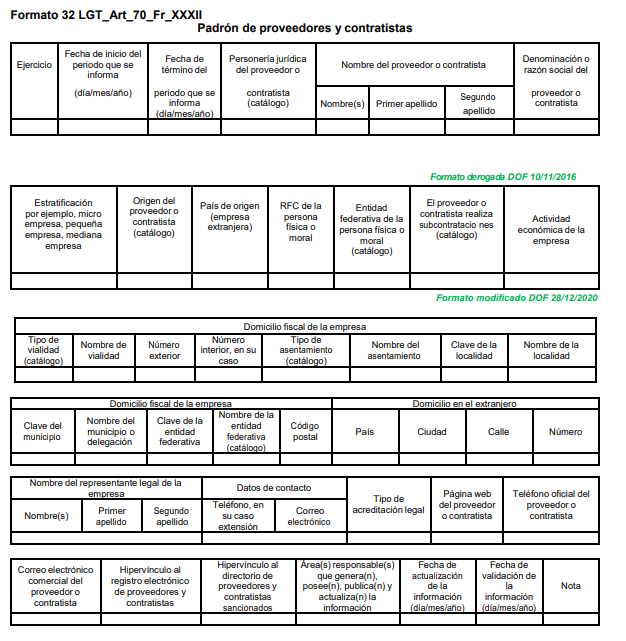 Formato 32 LGT_Art_70_Fr_XXXII
Padrón de proveedores y contratistas
Ejercicio
Fecha de inicio del
periodo que se
informa
(día/mes/año)
Fecha de
término del
periodo que se
informa
(día/mes/año)
Personería jurídica
del proveedor o
contratista
(catálogo)
Nombre del proveedor o contratista
Nombre(s)
Primer apellido
Segundo
apellido
Denominación o
razón social del
proveedor o
contratista
Formato derogada DOF 10/11/2016
Estratificación
por ejemplo, micro
empresa, pequeña
empresa, mediana
empresa
Origen del
proveedor o
contratista
(catálogo)
País de origen
(empresa
extranjera)
RFC de la
persona
física o
moral
Entidad
federativa de la
persona física o
moral
(catálogo)
El proveedor o
contratista realiza
subcontratacio nes
(catálogo)
Actividad
económica de la
empresa
Formato modificado DOF 28/12/2020
Domicilio fiscal de la empresa
Tipo de
vialidad
(catálogo)
Nombre de
vialidad
Número
exterior
Número
interior, en su
caso
Tipo de
asentamiento
(catálogo)
Nombre del
asentamiento
Clave de la
localidad
Nombre de la
localidad
Domicilio fiscal de la empresa
Domicilio en el extranjero
Clave del
municipio
Nombre del
municipio o
delegación
Clave de la
entidad
federativa
Nombre de la
entidad
federativa
(catálogo)
Código
postal
País
Ciudad
Calle
Número
Nombre del representante legal de la
empresa
Nombre(s)
Primer
apellido
Segundo
apellido
Datos de contacto
Teléfono, en
su caso
extensión
Correo
electrónico
Tipo de
acreditación legal
Página web
del proveedor
o contratista
Teléfono oficial del
proveedor o
contratista
Correo electrónico
comercial del
proveedor o
contratista
Hipervínculo al
registro electrónico
de proveedores y
contratistas
Hipervínculo al
directorio de
proveedores y
contratistas
sancionados
Área(s) responsable(s)
que genera(n),
posee(n), publica(n) y
actualiza(n) la
información
Fecha de
actualización
de la
información
(día/mes/año)
Fecha de
validación de
la
información
(día/mes/año)
Nota